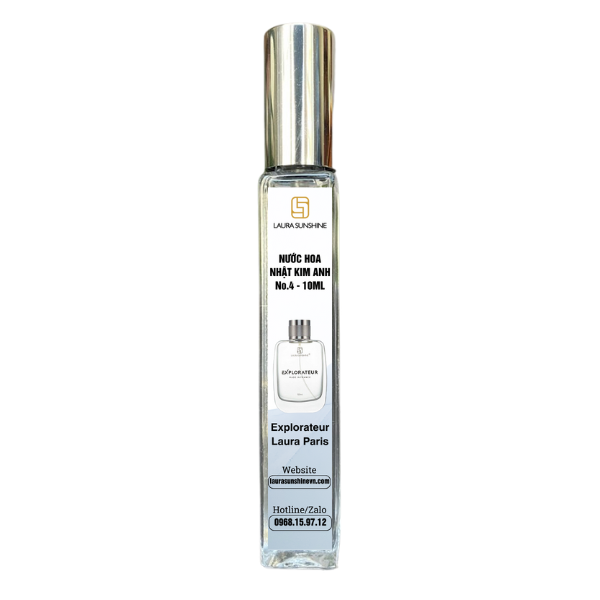 LAURA SUNSHINE
NƯỚC HOA
NHẬT KIM ANH
No.4 - 10ML
EXPLORATEUR
Explorateur
Laura Paris
Website
laurasunshinevn.com
Hotline/Zalo
0968.15.97.12